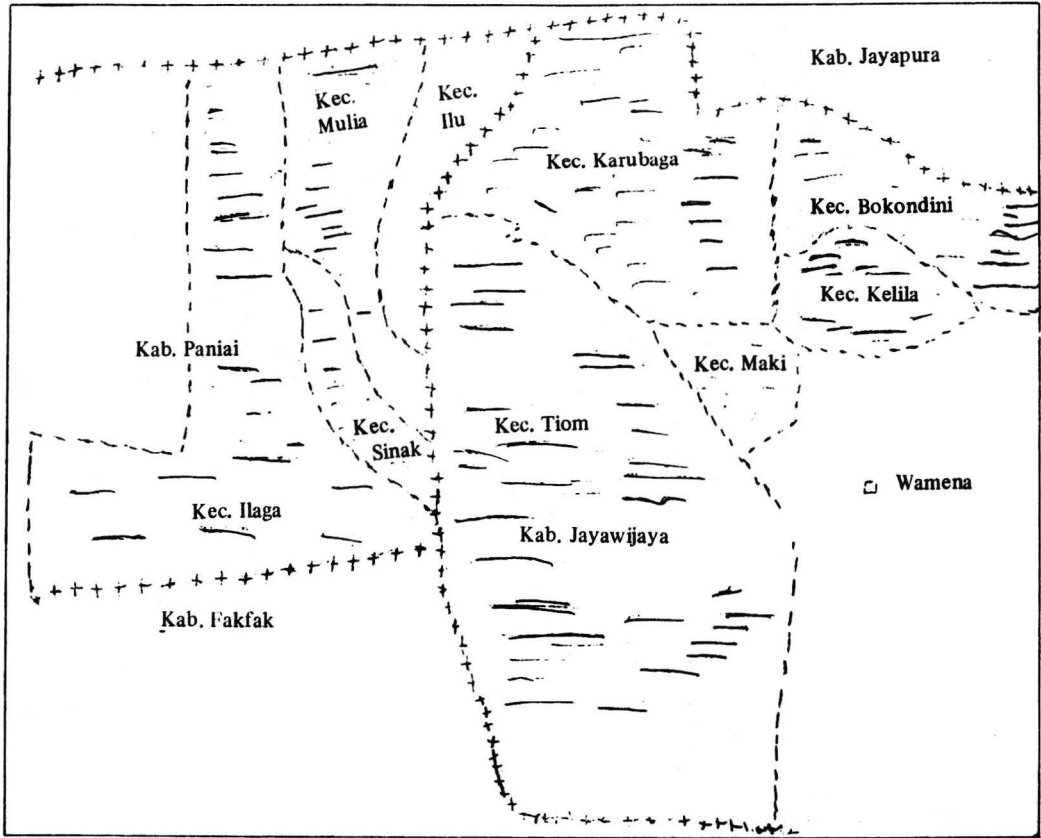 Kab. Jayapura
Kec.
Mulia
Kec.
Ilu
Kec. Karubaga
Kec. Bokondini
Kec. Kelila
Kab. Paniai
Kec. Maki
Kec.
Sinak
Kec. Tiom
Wamena
Kec. Ilaga
Kab. Jayawijaya
Kab. Fakfak